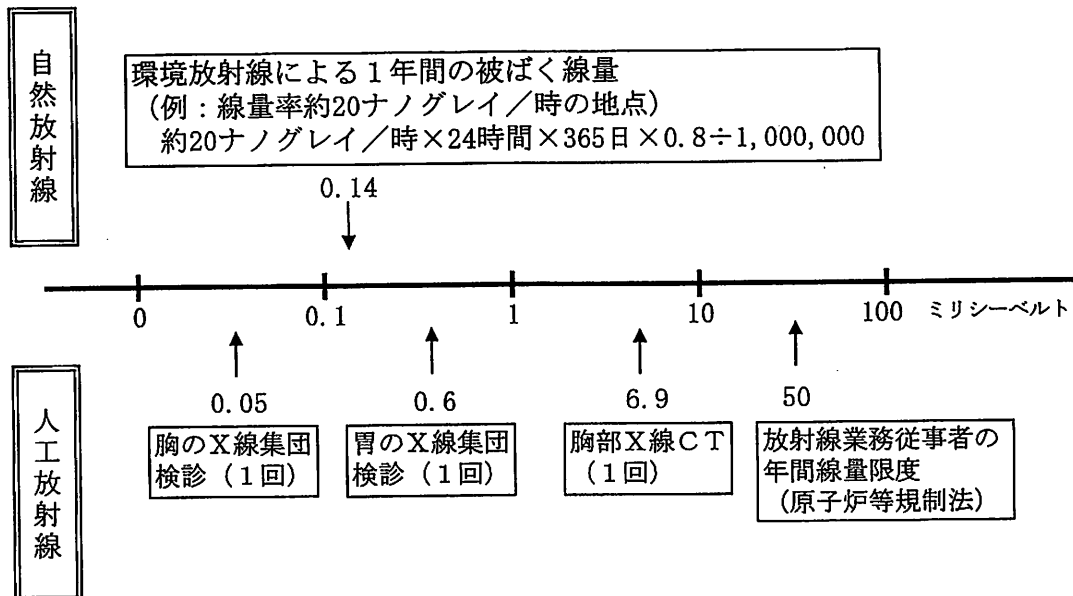 自然放射線
環境放射線による1年間の被ばく線量
(例:線量率約20ナノグレイ/時の地点)
約20ナノグレイ/時×24時間×365日×0.8÷1,000,000
0.14
0 0.1 1 10 100 ミリシーベルト
人工放射線
0.05
胸のX線集団
検診(1回)
0.6
胃のX線集団
検診(1回)
6.9
胸部X線CT
(1回)
50
放射線業務従事者の
年間線量限度
(原子炉等規制法)